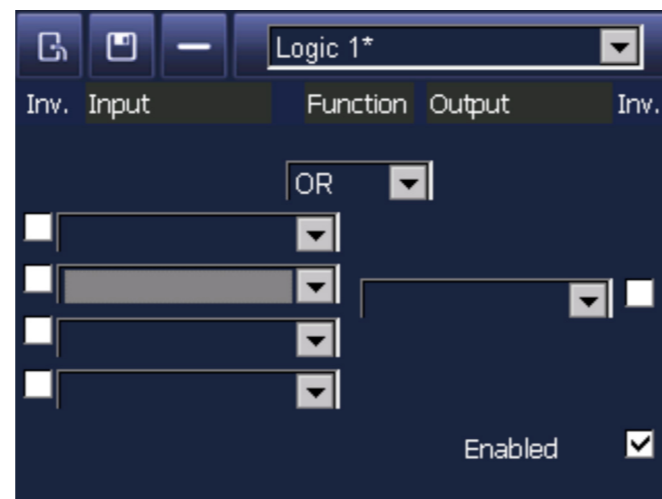 Logic 1*
Inv. Input Function Output Inv.
OR
Enabled